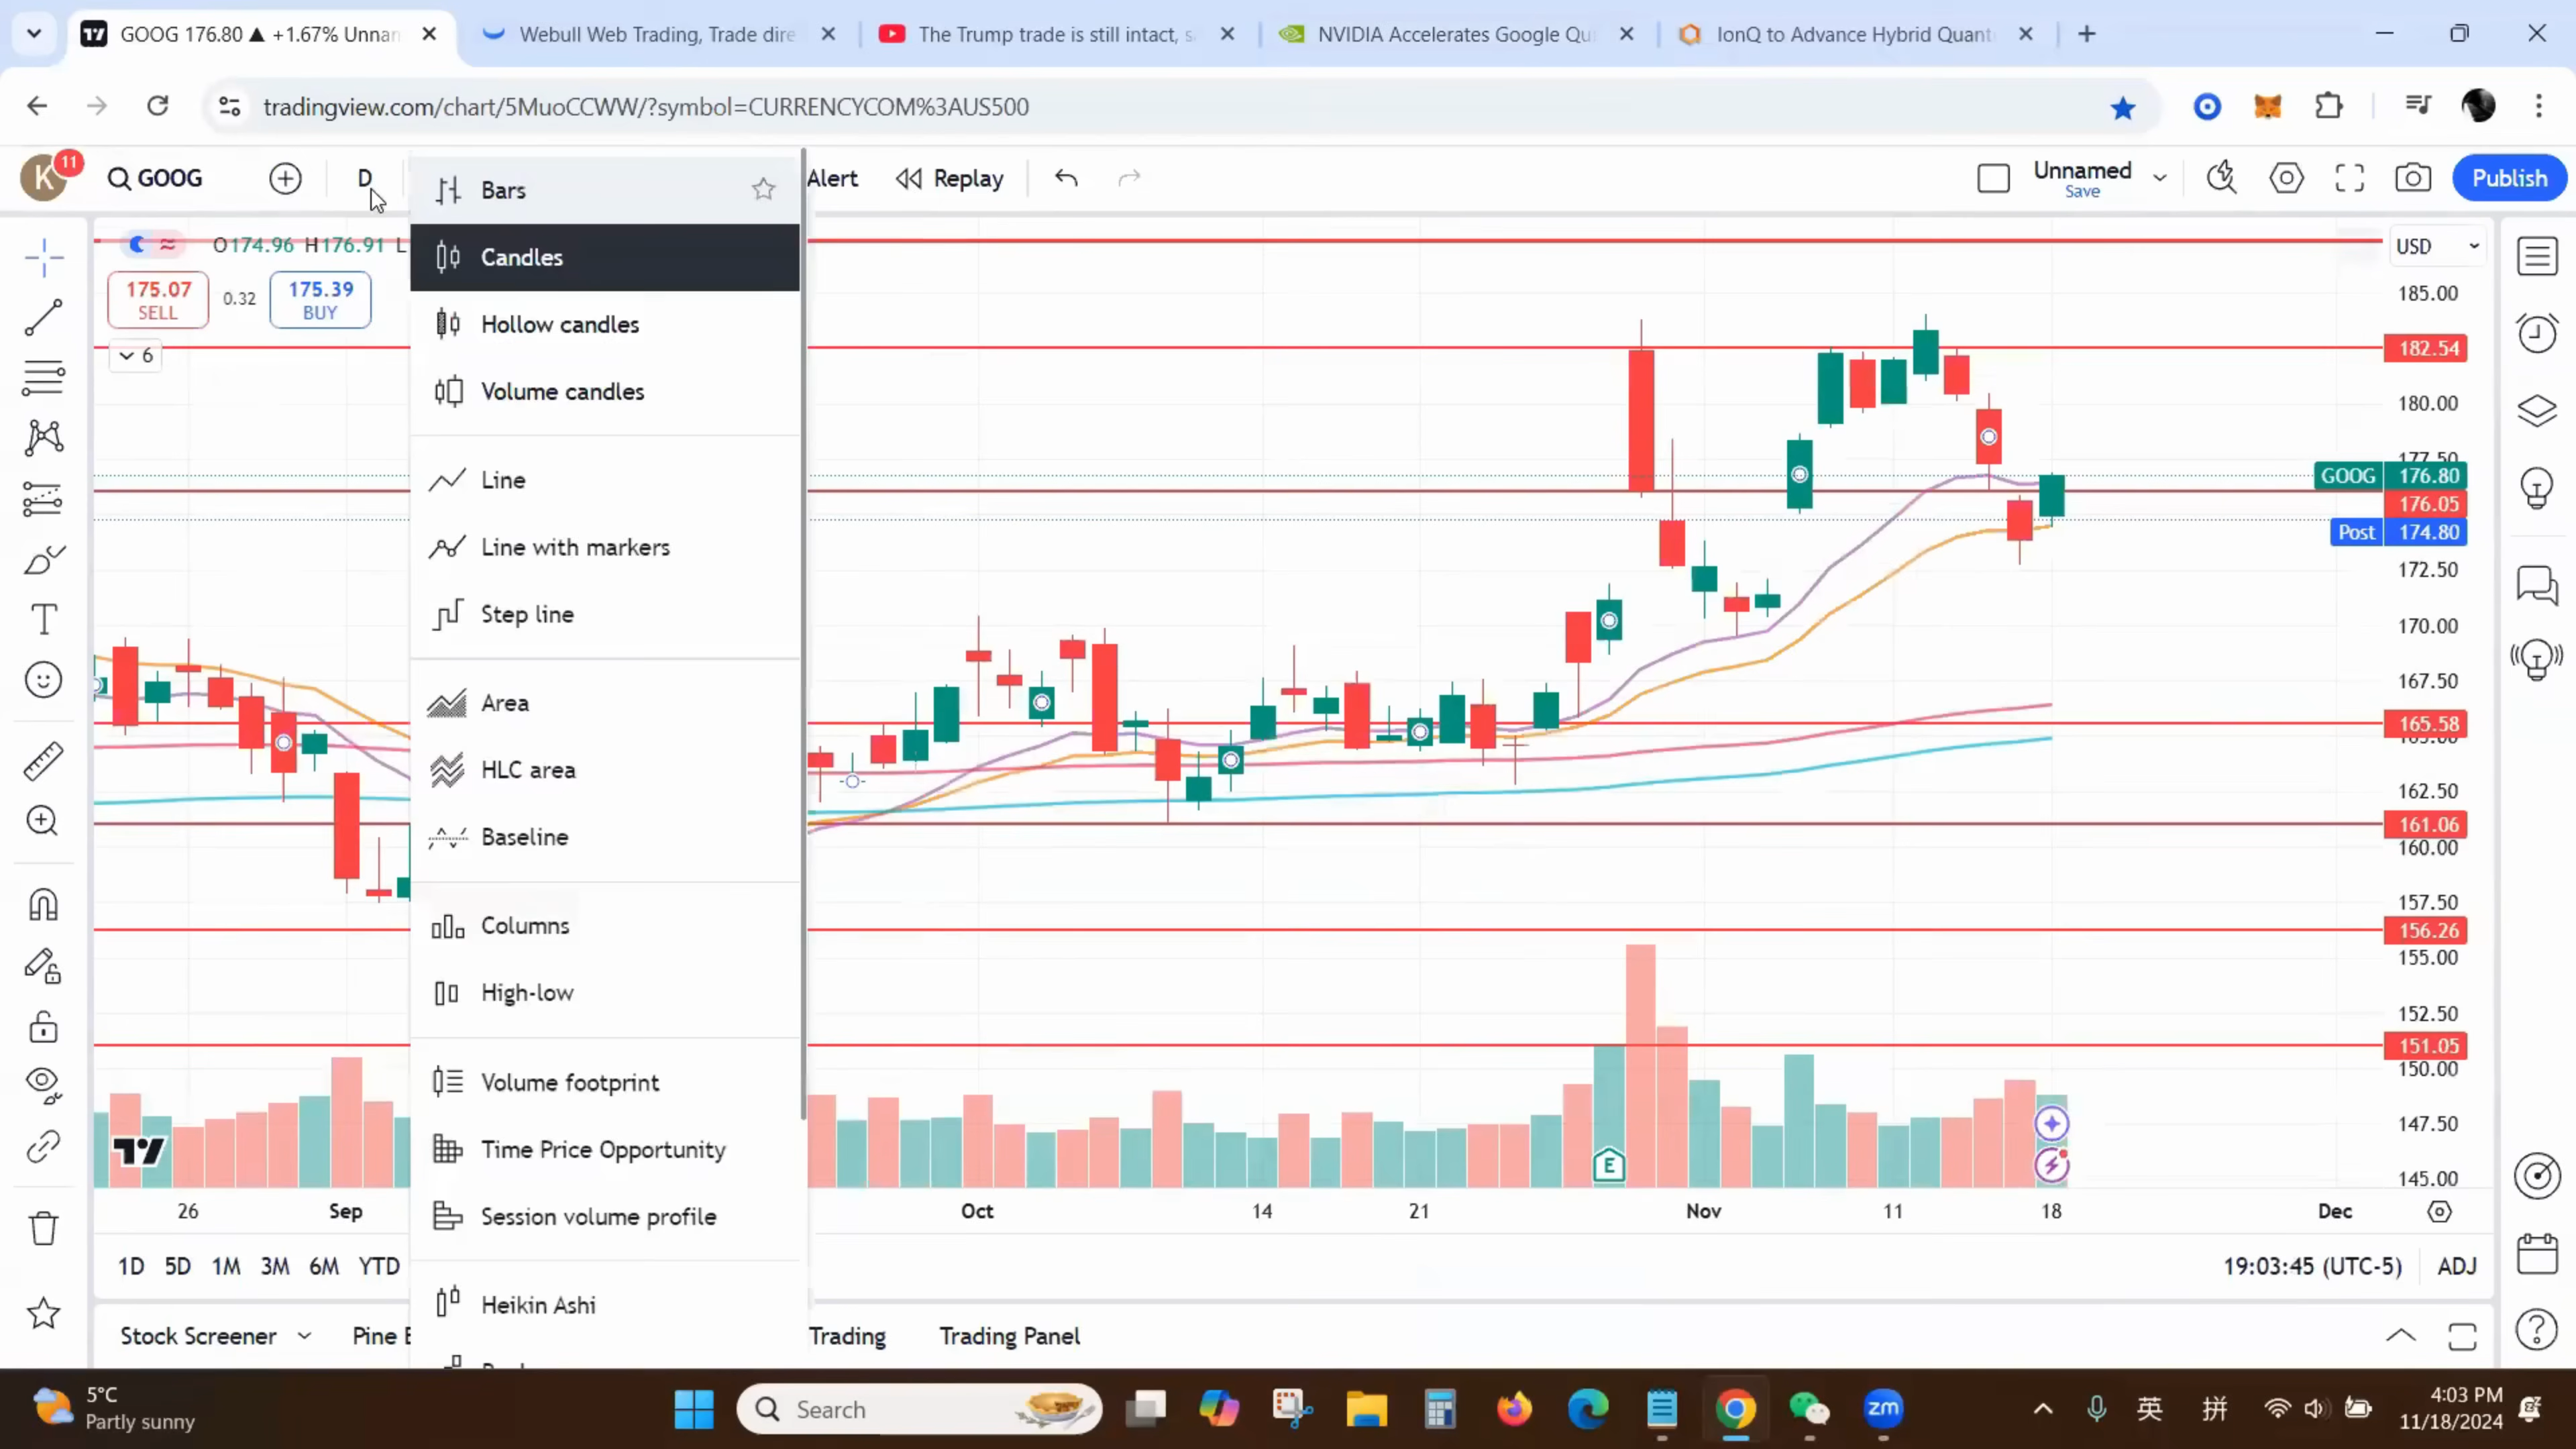 GOOG 176.80 ▲ +1.67% Unnan
Webull Web Trading, Trade dire
The Trump trade is still intact, s
NVIDIA Accelerates Google Qu
IonQ to Advance Hybrid Quant
tradingview.com/chart/5MuoCCWW/?symbol=CURRENCYCOM%3AUS500
K
11
GOOG
D
Alert
Replay
Unnamed
Save
Publish
O174.96 H176.91 L
175.07
SELL
0.32
175.39
BUY
6
Bars
Candles
Hollow candles
Volume candles
Line
Line with markers
Step line
Area
HLC area
Baseline
Columns
High-low
Volume footprint
Time Price Opportunity
Session volume profile
Heikin Ashi
USD
185.00
182.54
180.00
177.50
GOOG 176.80
176.05
Post 174.80
172.50
170.00
167.50
165.58
165.00
162.50
161.06
160.00
157.50
156.26
155.00
152.50
151.05
150.00
147.50
145.00
E
26
Sep
Oct
14
21
Nov
11
18
Dec
1D 5D 1M 3M 6M YTD
19:03:45 (UTC-5)
ADJ
Stock Screener
Pine E
Trading
Trading Panel
5°C
Partly sunny
Search
zm
英
拼
4:03 PM
11/18/2024